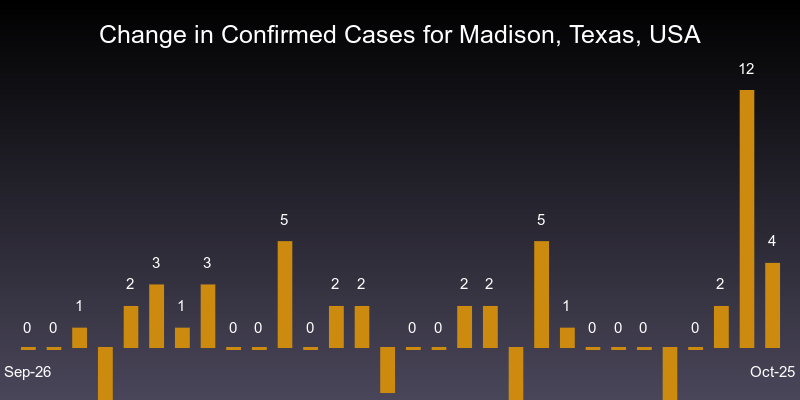 Change in Confirmed Cases for Madison, Texas, USA
12
5 5
4
3 3
2 2 2 2 2 2
1 1 1
0 0 0 0 0 0 0 0 0 0 0
Sep-26 Oct-25